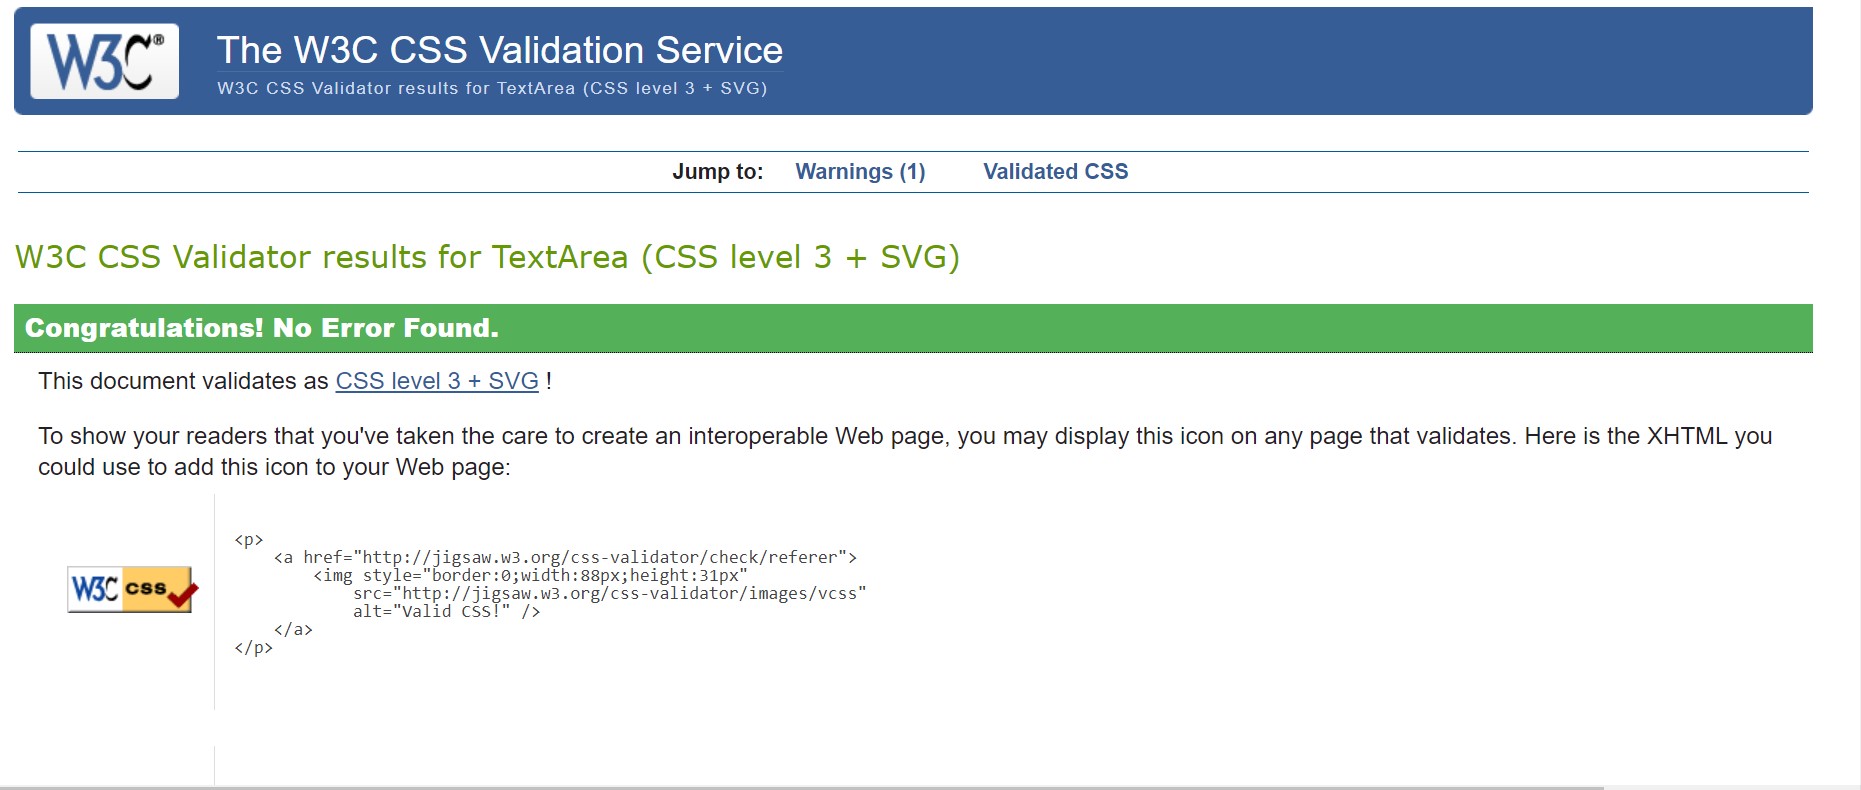 W3C®
The W3C CSS Validation Service
W3C CSS Validator results for TextArea (CSS level 3 + SVG)
Jump to: Warnings (1) Validated CSS
W3C CSS Validator results for TextArea (CSS level 3 + SVG)
Congratulations! No Error Found.
This document validates as CSS level 3 + SVG !
To show your readers that you've taken the care to create an interoperable Web page, you may display this icon on any page that validates. Here is the XHTML you
could use to add this icon to your Web page:
<p>
<a href="http://jigsaw.w3.org/css-validator/check/referer">
<img style="border:0;width:88px;height:31px"
src="http://jigsaw.w3.org/css-validator/images/vcss"
alt="Valid CSS!" />
</a>
</p>
W3C css